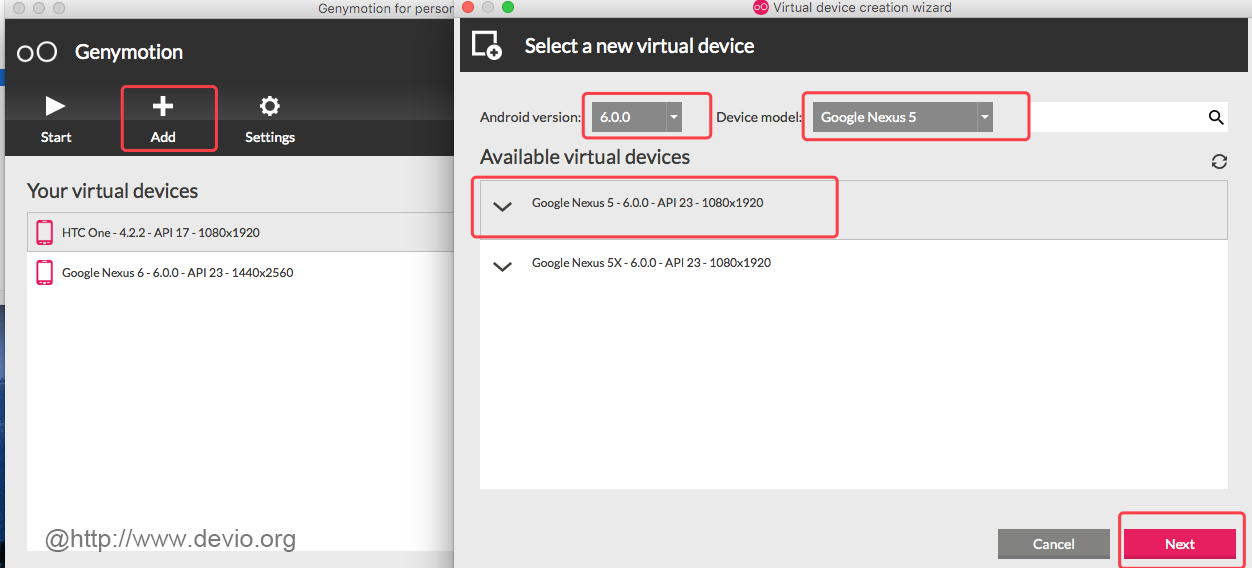 Genymotion for person
Genymotion
Start
Add
Settings
Your virtual devices
HTC One - 4.2.2 - API 17 - 1080x1920
Google Nexus 6 - 6.0.0 - API 23 - 1440x2560
@http://www.devio.org
Virtual device creation wizard
Select a new virtual device
Android version: 6.0.0 Device model: Google Nexus 5
Available virtual devices
Google Nexus 5 - 6.0.0 - API 23 - 1080x1920
Google Nexus 5X - 6.0.0 - API 23 - 1080x1920
Cancel
Next